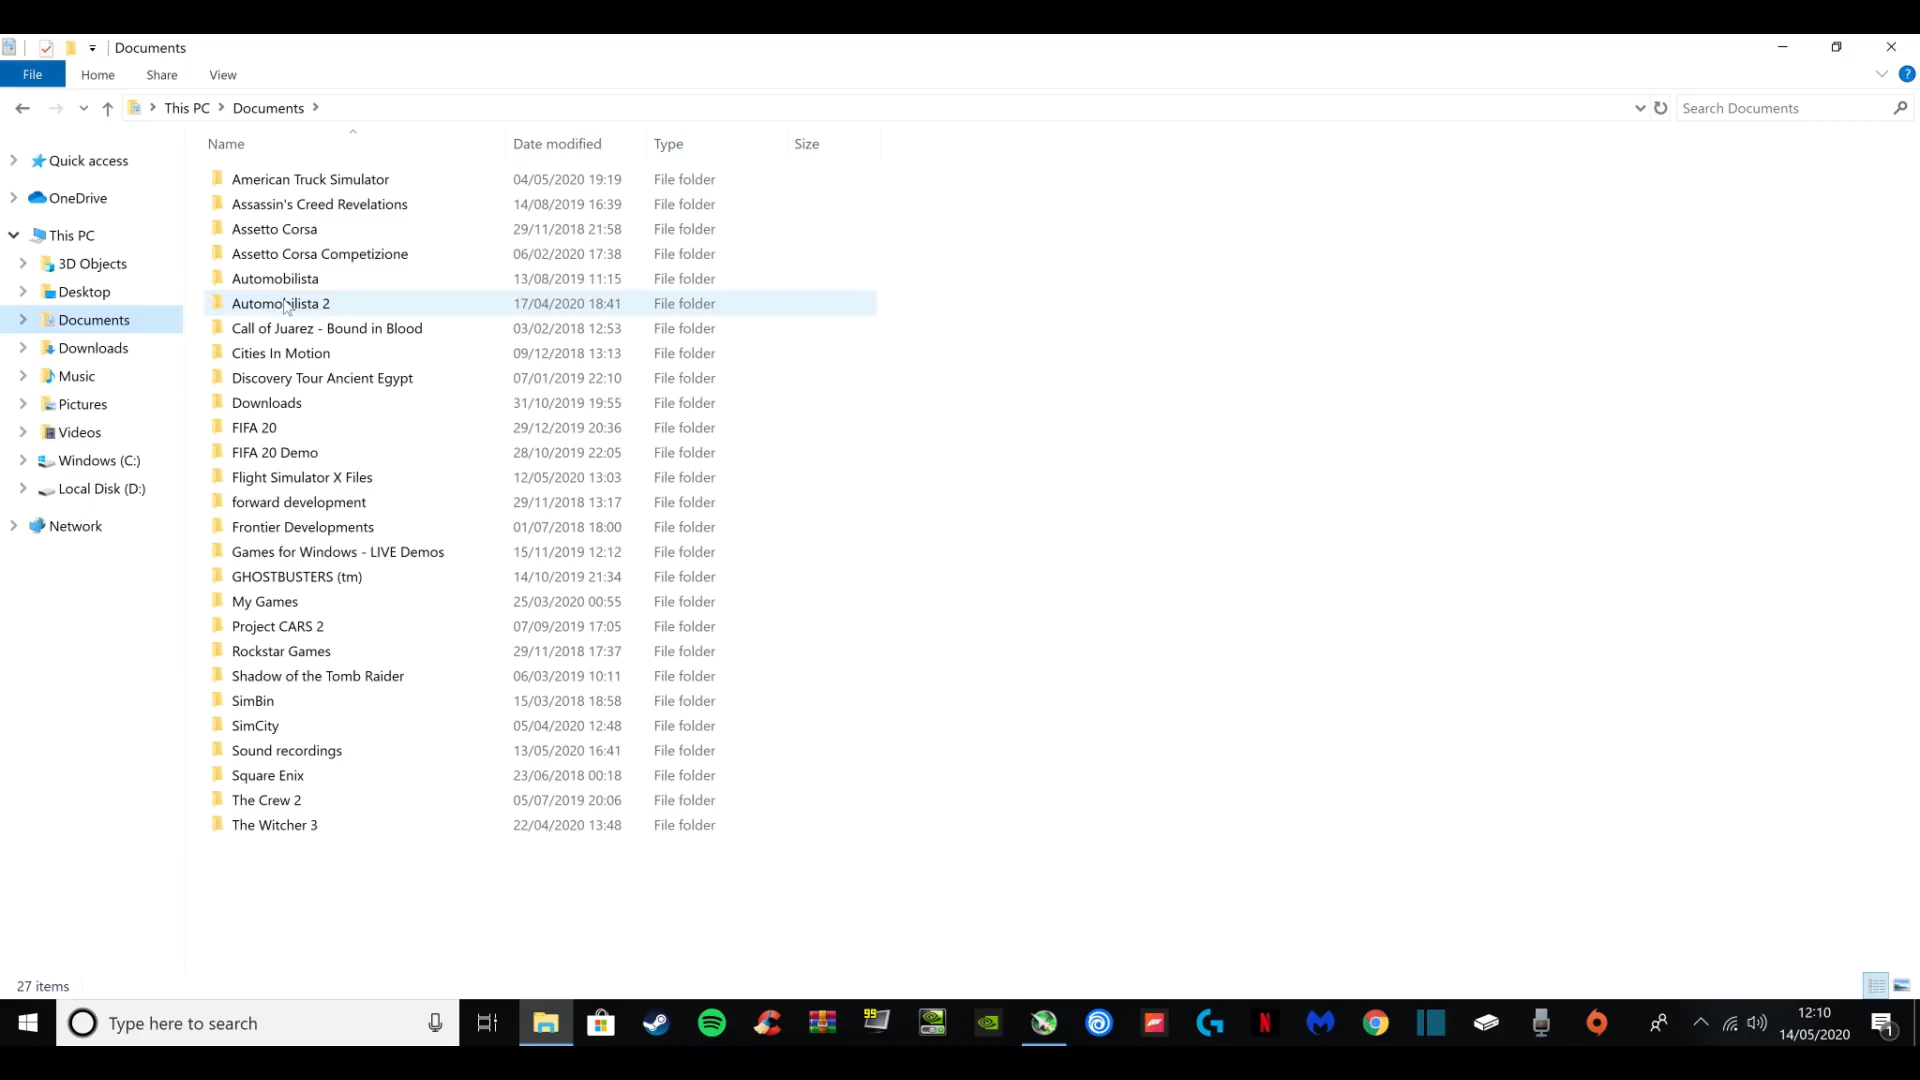 Documents
File Home Share View
This PC Documents Search Documents
Name Date modified Type Size
Quick access
OneDrive
This PC
3D Objects
Desktop
Documents
Downloads
Music
Pictures
Videos
Windows (C:)
Local Disk (D:)
Network
American Truck Simulator 04/05/2020 19:19 File folder
Assassin's Creed Revelations 14/08/2019 16:39 File folder
Assetto Corsa 29/11/2018 21:58 File folder
Assetto Corsa Competizione 06/02/2020 17:38 File folder
Automobilista 13/08/2019 11:15 File folder
Automobilista 2 17/04/2020 18:41 File folder
Call of Juarez - Bound in Blood 03/02/2018 12:53 File folder
Cities In Motion 09/12/2018 13:13 File folder
Discovery Tour Ancient Egypt 07/01/2019 22:10 File folder
Downloads 31/10/2019 19:55 File folder
FIFA 20 29/12/2019 20:36 File folder
FIFA 20 Demo 28/10/2019 22:05 File folder
Flight Simulator X Files 12/05/2020 13:03 File folder
forward development 29/11/2018 13:17 File folder
Frontier Developments 01/07/2018 18:00 File folder
Games for Windows - LIVE Demos 15/11/2019 12:12 File folder
GHOSTBUSTERS (tm) 14/10/2019 21:34 File folder
My Games 25/03/2020 00:55 File folder
Project CARS 2 07/09/2019 17:05 File folder
Rockstar Games 29/11/2018 17:37 File folder
Shadow of the Tomb Raider 06/03/2019 10:11 File folder
SimBin 15/03/2018 18:58 File folder
SimCity 05/04/2020 12:48 File folder
Sound recordings 13/05/2020 16:41 File folder
Square Enix 23/06/2018 00:18 File folder
The Crew 2 05/07/2019 20:06 File folder
The Witcher 3 22/04/2020 13:48 File folder
27 items
Type here to search
99
N
12:10
14/05/2020
1